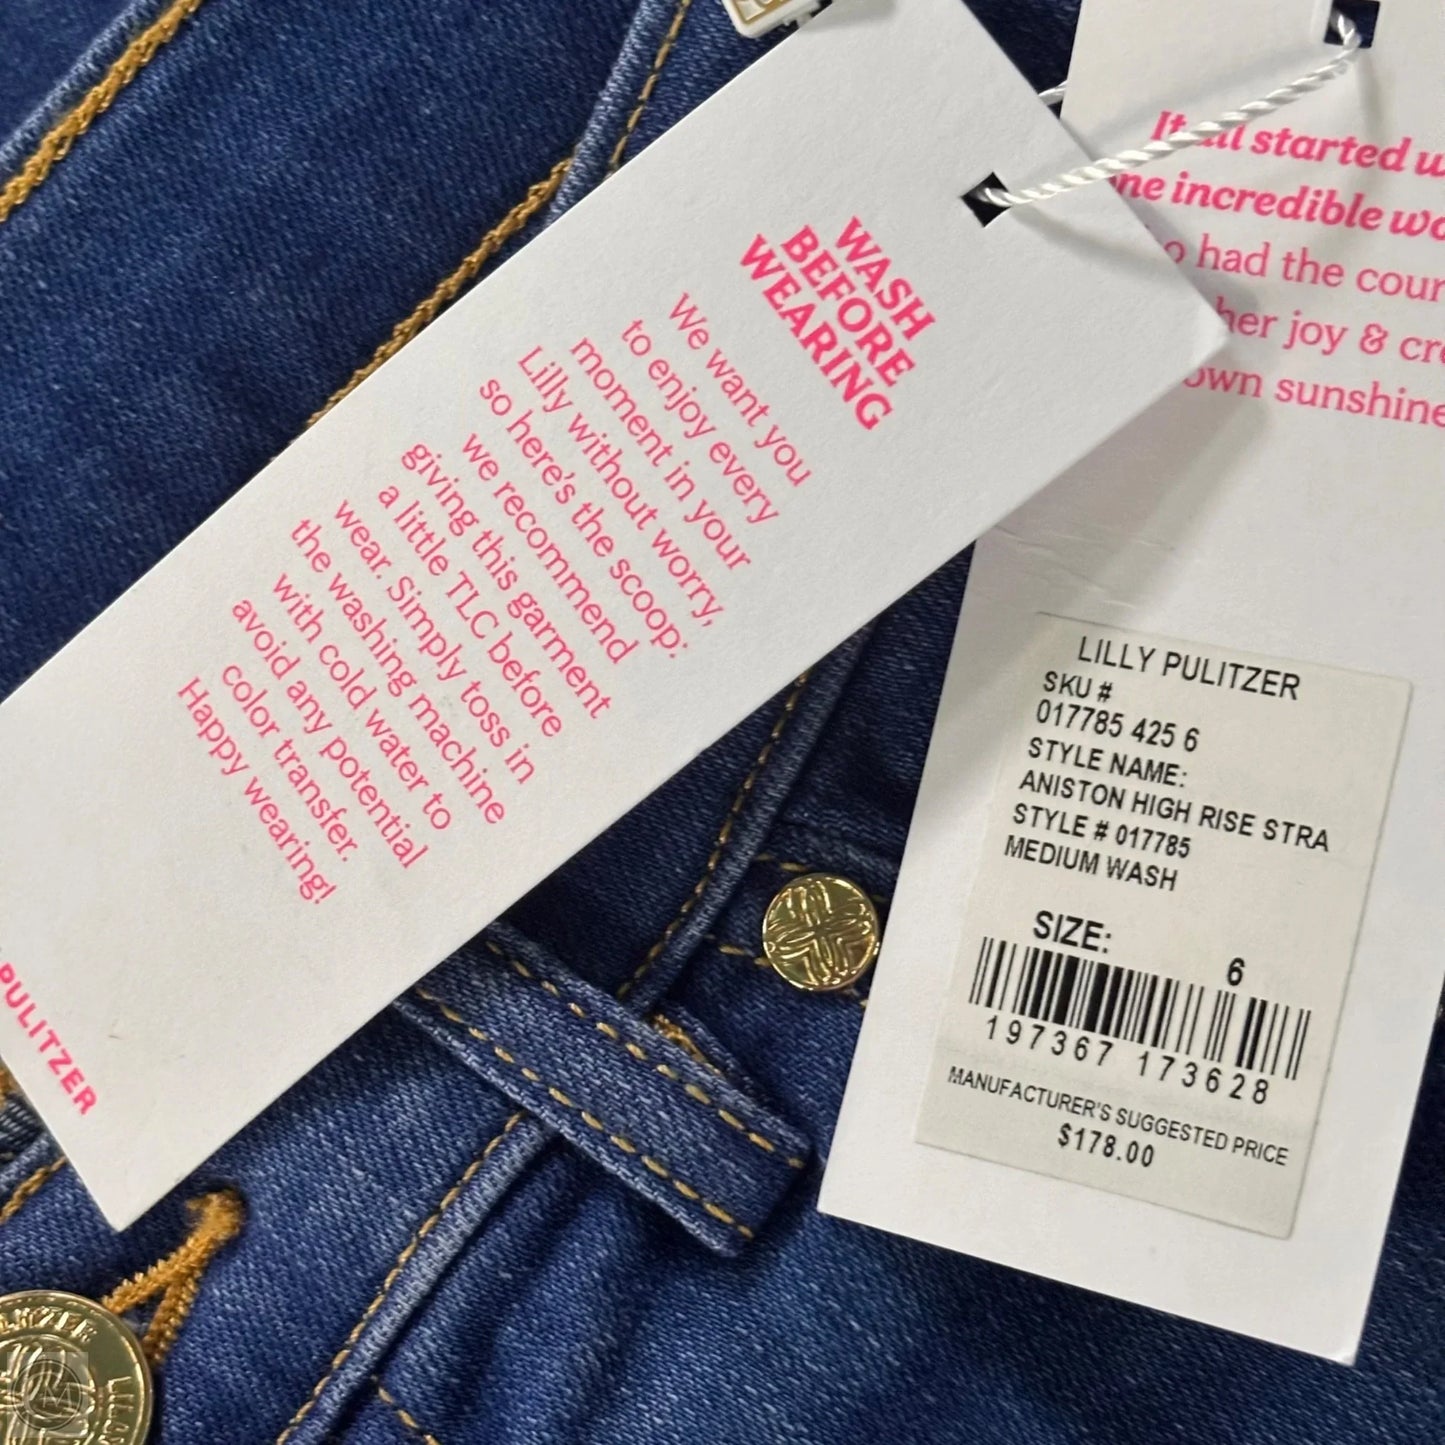 WASH
BEFORE
WEARING
We want you
to enjoy every
moment in your
Lilly without worry,
so here's the scoop:
we recommend
giving this garment
a little TLC before
wear. Simply toss in
the washing machine
with cold water to
avoid any potential
color transfer.
Happy wearing!
PULITZER
It all started
incredible
had the
her joy &
own sunshine
LILLY PULITZER
SKU #
017785 425 6
STYLE NAME:
ANISTON HIGH RISE STRA
STYLE # 017785
MEDIUM WASH
SIZE:
6
197367 173628
MANUFACTURER'S SUGGESTED PRICE
$178.00